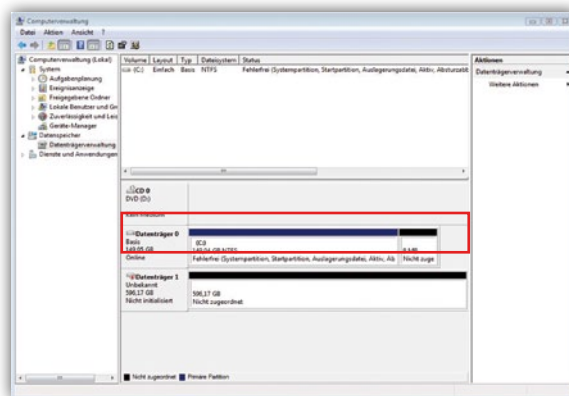 Computerverwaltung
Datei Aktion Ansicht ?
Computerverwaltung (Lokal)
System
Aufgabenplanung
Ereignisanzeige
Freigegebene Ordner
Lokale Benutzer und Gr
Zuverlässigkeit und Leis
Geräte-Manager
Datenspeicher
Datenträgerverwaltung
Dienste und Anwendungen
Volume Layout Typ Dateisystem Status
(C:) Einfach Basis NTFS Fehlerfrei (Systempartition, Startpartition, Auslagerungsdatei, Aktiv, Absturzabb
Aktionen
Datenträgerverwaltung
Weitere Aktionen
CD 0
DVD (D:)
Kein Medium
Datenträger 0
Basis
149,05 GB
Online
(C:)
149,04 GB NTFS
Fehlerfrei (Systempartition, Startpartition, Auslagerungsdatei, Aktiv, Ab
Nicht zuge
Datenträger 1
Unbekannt
596,17 GB
Nicht initialisiert
596,17 GB
Nicht zugeordnet
Nicht zugeordnet Primäre Partition